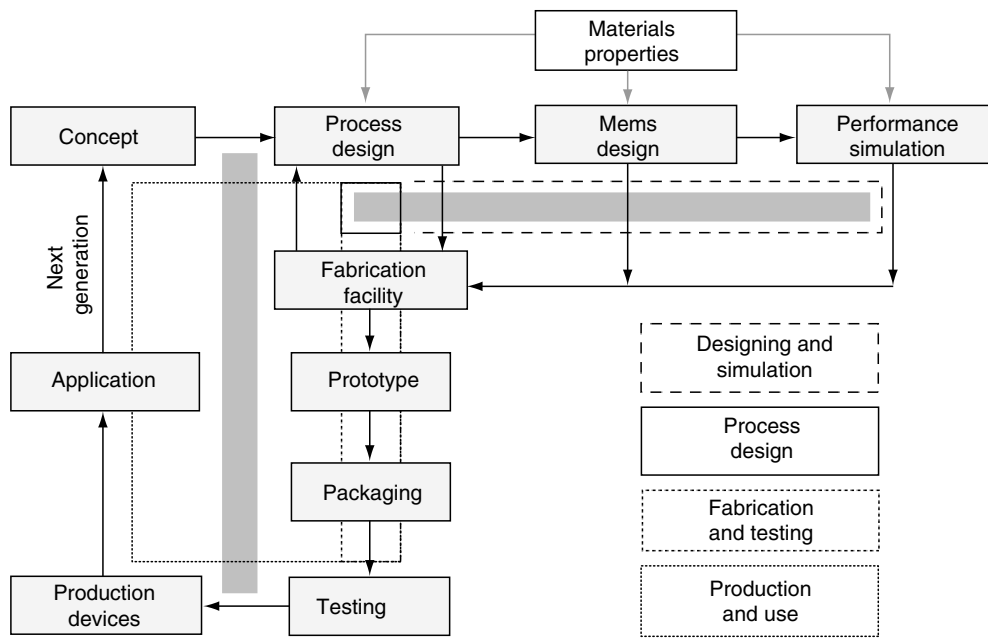 Materials
properties
Concept
Process
design
Mems
design
Performance
simulation
Next
generation
Fabrication
facility
Designing and
simulation
Application
Prototype
Process
design
Packaging
Fabrication
and testing
Production
devices
Testing
Production
and use